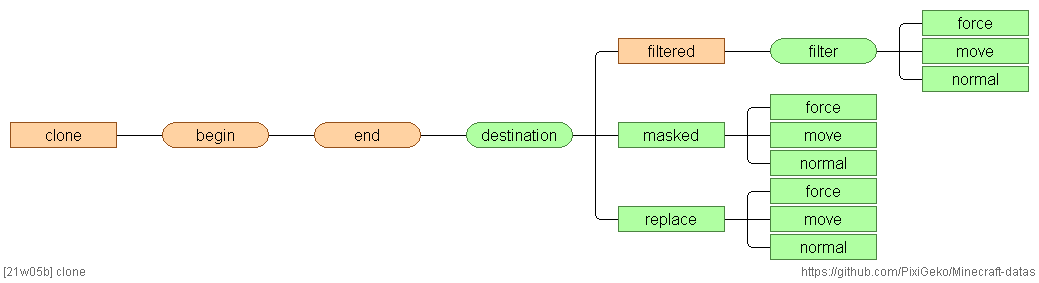 force
filtered
filter
move
normal
force
clone
begin
end
destination
masked
move
normal
force
replace
move
normal
[21w05b] clone
https://github.com/PixiGeko/Minecraft-datas